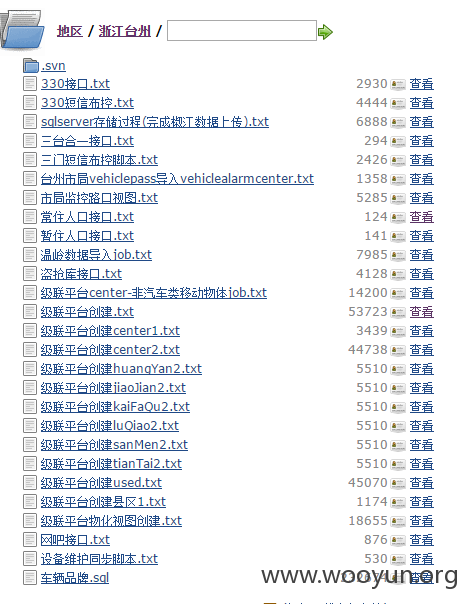 地区 / 浙江台州 /
.svn
330接口.txt 2930 查看
330短信布控.txt 4444 查看
sqlserver存储过程(完成椒江数据上传).txt 6888 查看
三台合一接口.txt 294 查看
三门短信布控脚本.txt 2426 查看
台州市局vehiclepass导入vehiclealarmcenter.txt 1358 查看
市局监控路口视图.txt 5285 查看
常住人口接口.txt 124 查看
暂住人口接口.txt 141 查看
温岭数据导入job.txt 7985 查看
盗抢库接口.txt 4128 查看
级联平台center-非汽车类移动物体job.txt 14200 查看
级联平台创建.txt 53723 查看
级联平台创建center1.txt 3439 查看
级联平台创建center2.txt 44738 查看
级联平台创建huangYan2.txt 5510 查看
级联平台创建jiaoJian2.txt 5510 查看
级联平台创建kaiFaQu2.txt 5510 查看
级联平台创建luQiao2.txt 5510 查看
级联平台创建sanMen2.txt 5510 查看
级联平台创建tianTai2.txt 5510 查看
级联平台创建used.txt 45070 查看
级联平台创建县区1.txt 1174 查看
级联平台物化视图创建.txt 18655 查看
网吧接口.txt 876 查看
设备维护同步脚本.txt 530 查看
车辆品牌.sql 查看
www.wooyun.org